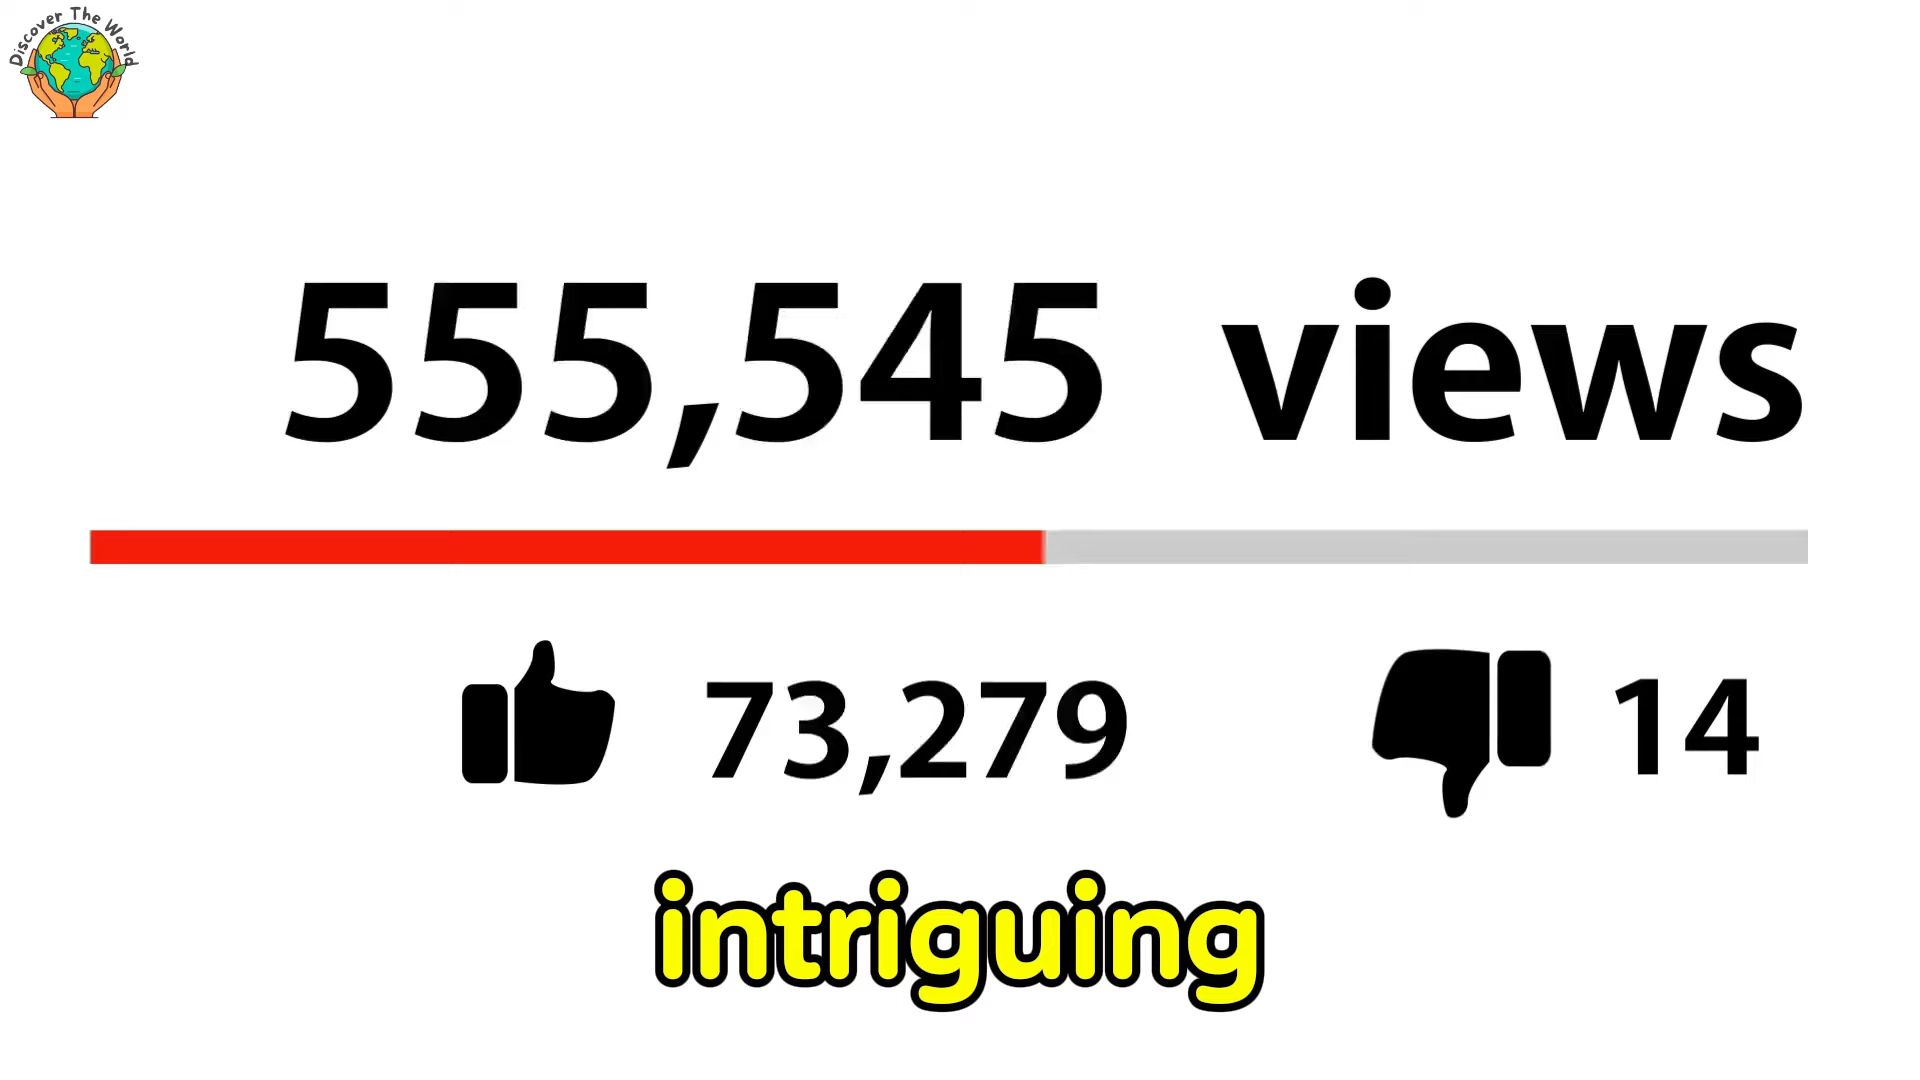 Discover The World
555,545 views
73,279
14
intriguing